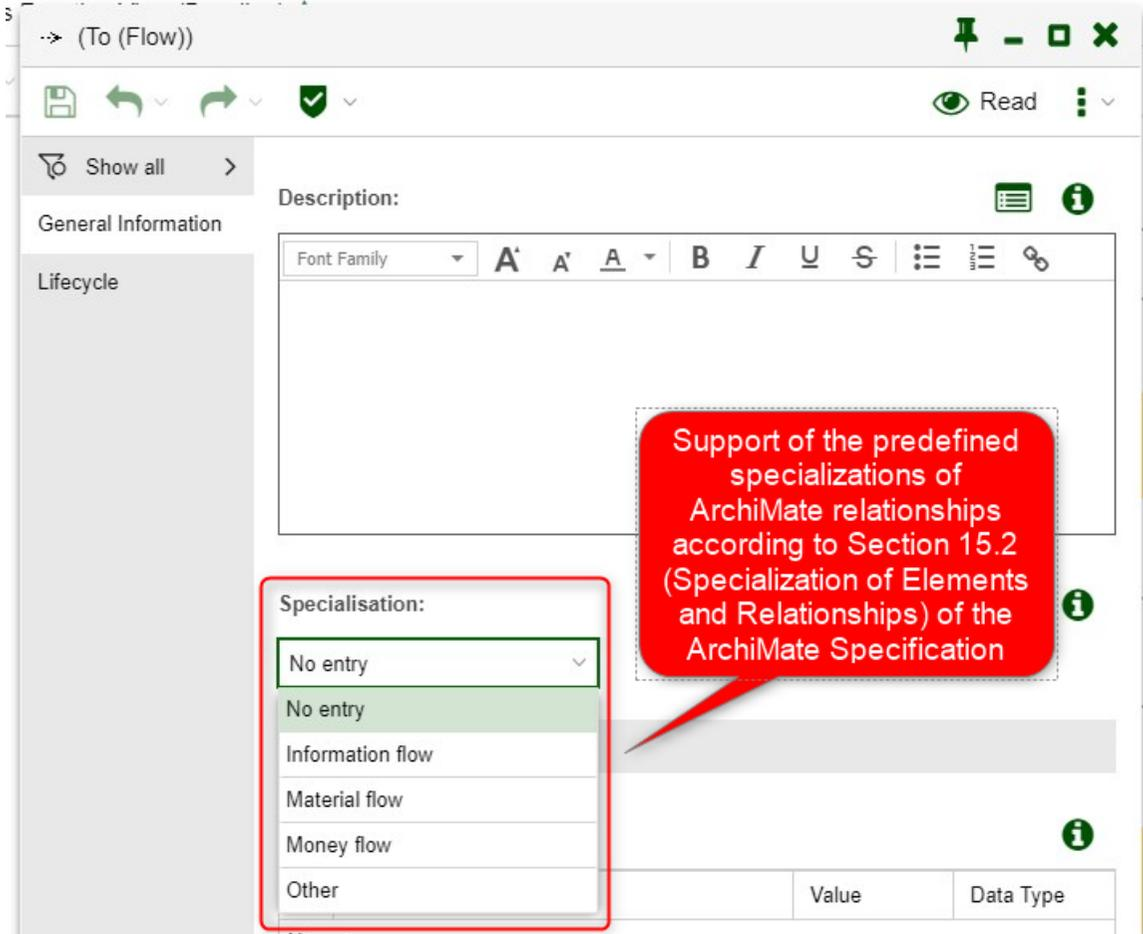 (To (Flow))
Read
Show all
General Information
Lifecycle
Description:
Font Family
Support of the predefined
specializations of
ArchiMate relationships
according to Section 15.2
(Specialization of Elements
and Relationships) of the
ArchiMate Specification
Specialisation:
No entry
No entry
Information flow
Material flow
Money flow
Other
Value
Data Type